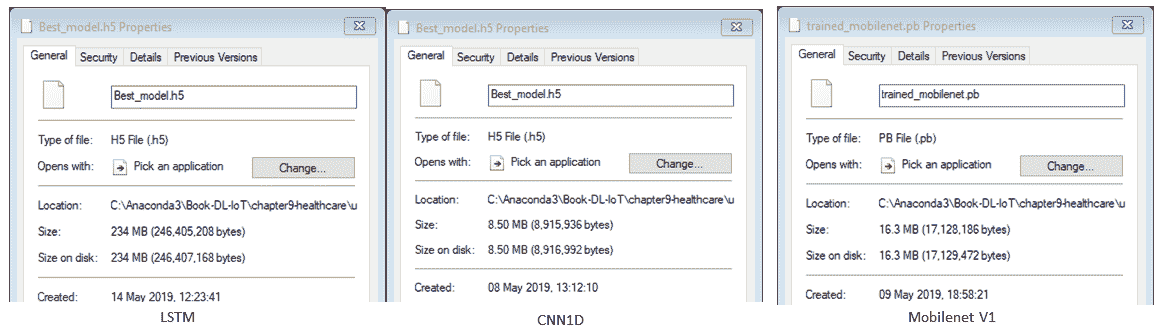 Best_model.h5 Properties
General Security Details Previous Versions
Best_model.h5
Type of file: H5 File (.h5)
Opens with: Pick an application Change...
Location: C:\Anaconda3\Book-DL-IoT\chapter9-healthcare\u
Size: 234 MB (246,405,208 bytes)
Size on disk: 234 MB (246,407,168 bytes)
Created: 14 May 2019, 12:23:41
LSTM
Best_model.h5 Properties
General Security Details Previous Versions
Best_model.h5
Type of file: H5 File (.h5)
Opens with: Pick an application Change...
Location: C:\Anaconda3\Book-DL-IoT\chapter9-healthcare\u
Size: 8.50 MB (8,915,936 bytes)
Size on disk: 8.50 MB (8,916,992 bytes)
Created: 08 May 2019, 13:12:10
CNN1D
trained_mobilenet.pb Properties
General Security Details Previous Versions
trained_mobilenet.pb
Type of file: PB File (.pb)
Opens with: Pick an application Change...
Location: C:\Anaconda3\Book-DL-IoT\chapter9-healthcare\u
Size: 16.3 MB (17,128,186 bytes)
Size on disk: 16.3 MB (17,129,472 bytes)
Created: 09 May 2019, 18:58:21
Mobilenet V1